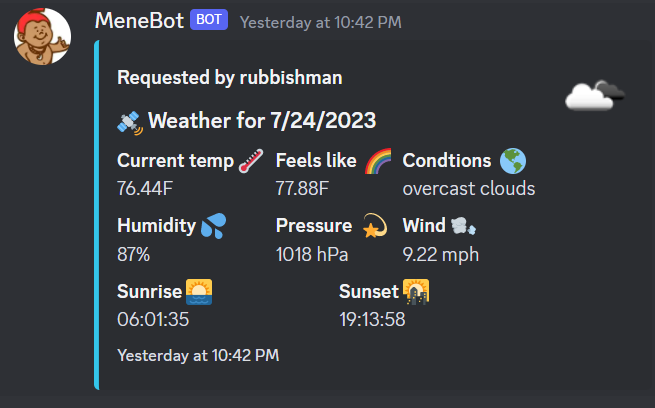 MeneBot BOT Yesterday at 10:42 PM
Requested by rubbishman
Weather for 7/24/2023
Current temp Feels like Condtions
76.44F 77.88F overcast clouds
Humidity Pressure Wind
87% 1018 hPa 9.22 mph
Sunrise Sunset
06:01:35 19:13:58
Yesterday at 10:42 PM